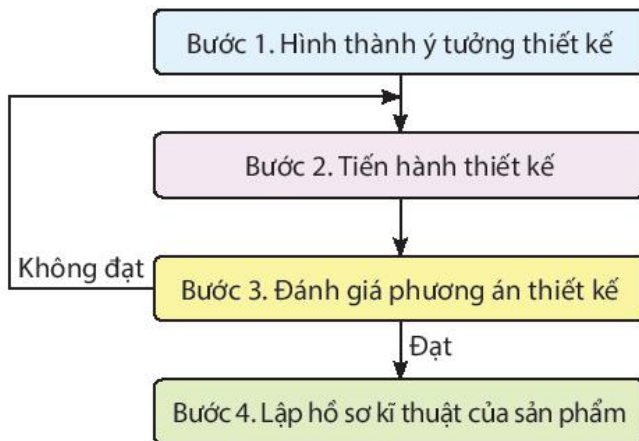 Bước 1. Hình thành ý tưởng thiết kế
Bước 2. Tiến hành thiết kế
Không đạt
Bước 3. Đánh giá phương án thiết kế
Đạt
Bước 4. Lập hồ sơ kĩ thuật của sản phẩm